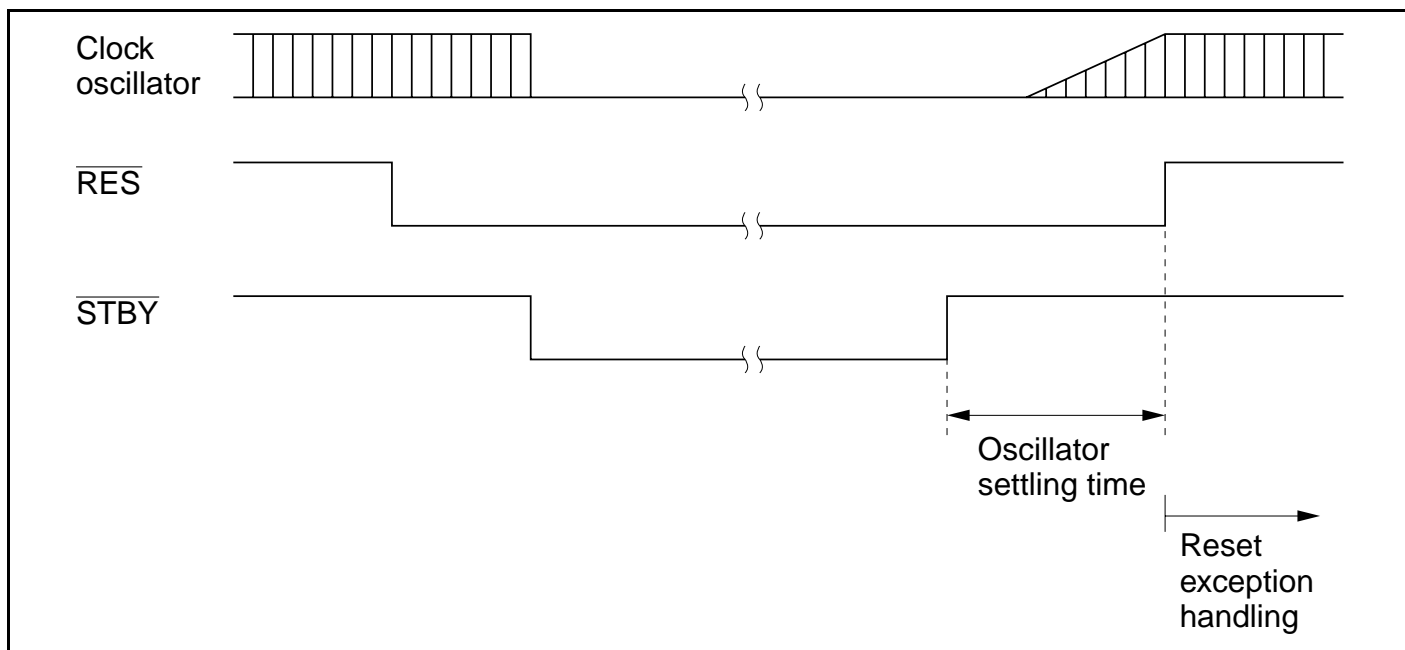 Clock
oscillator
RES
STBY
Oscillator
settling time
Reset
exception
handling